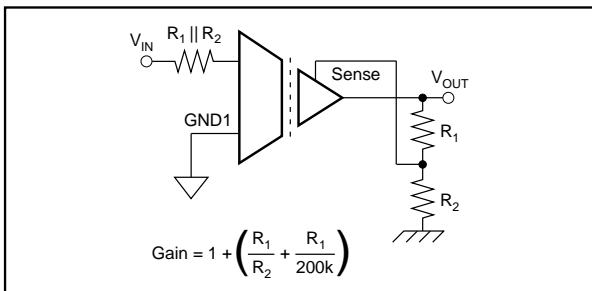 V_IN
R_1 || R_2
Sense
V_OUT
GND1
R_1
R_2
Gain = 1 + (R_1/R_2 + R_1/200k)